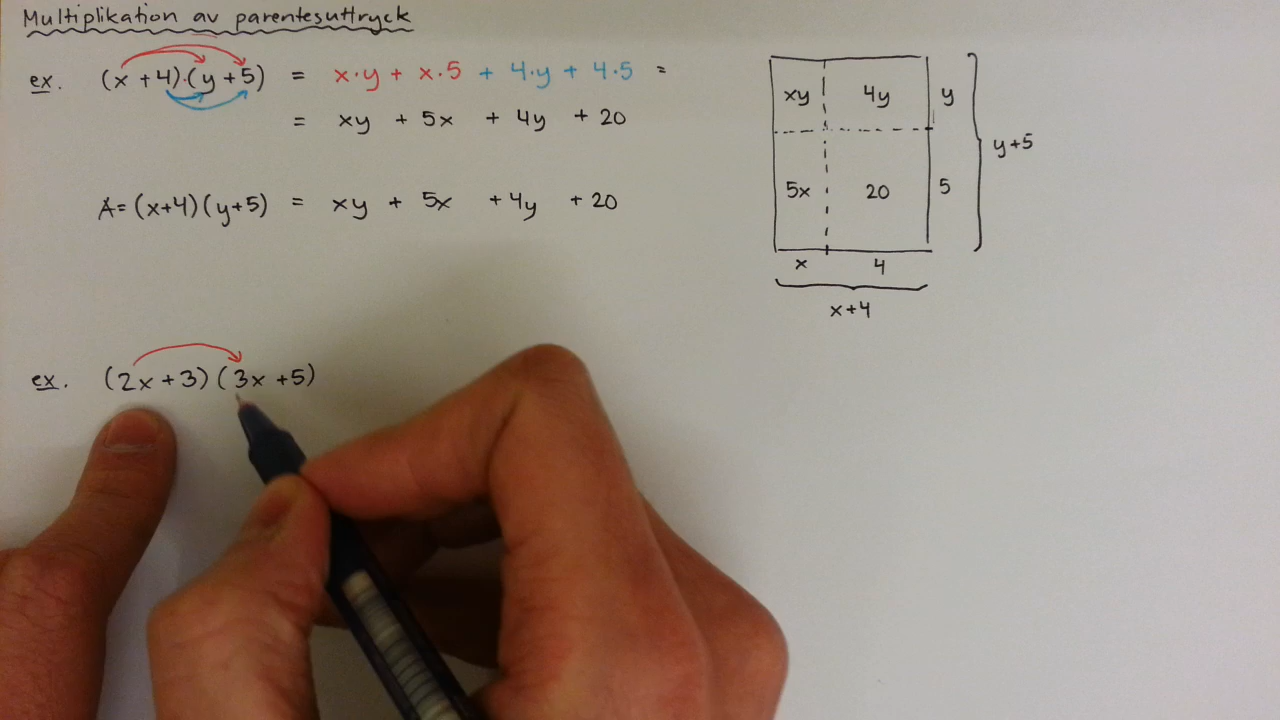 Multiplikation av parentesuttryck
ex. (x+4)·(y+5) = x·y + x·5 + 4·y + 4·5 =
= xy + 5x + 4y + 20
A=(x+4)(y+5) = xy + 5x + 4y + 20
xy 4y y
y+5
5x 20 5
x 4
x+4
ex. (2x+3)(3x+5)